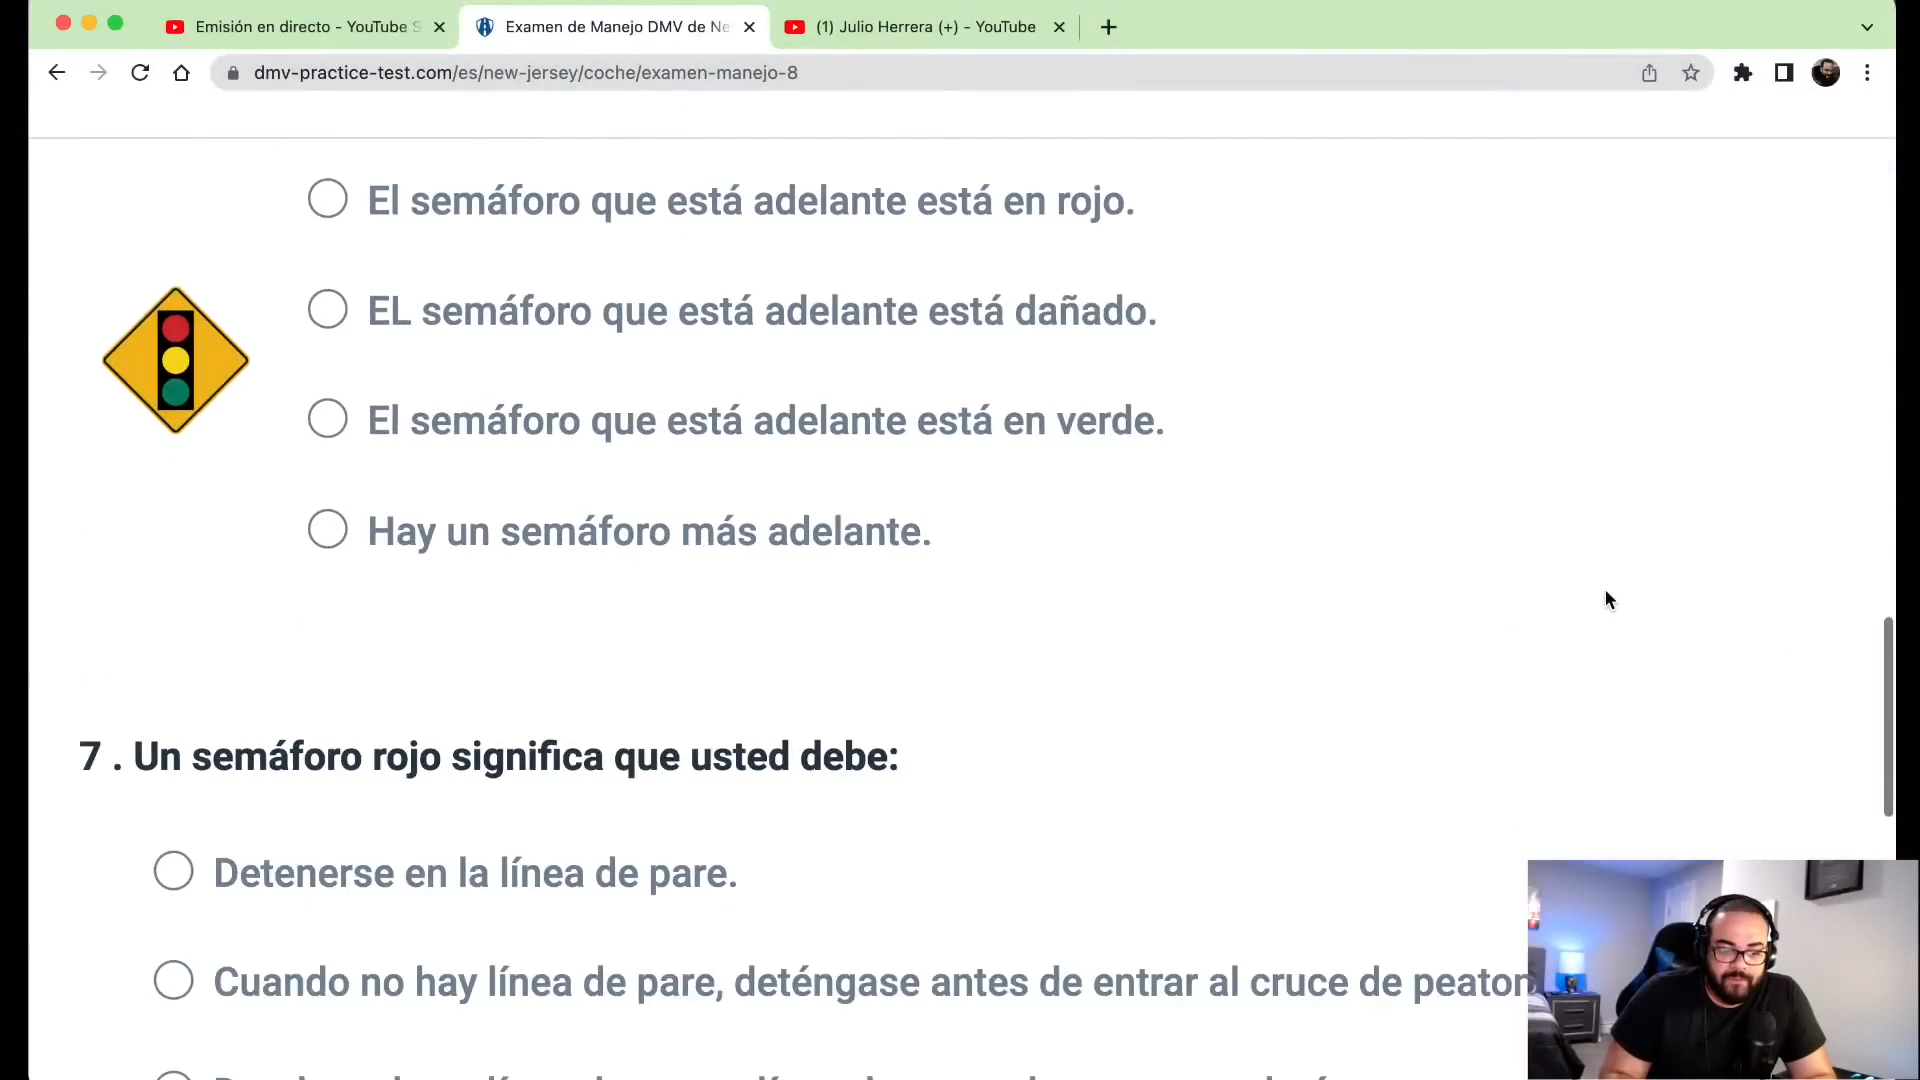 Emisión en directo - YouTube S
Examen de Manejo DMV de Ne
(1) Julio Herrera (+) - YouTube
dmv-practice-test.com/es/new-jersey/coche/examen-manejo-8
El semáforo que está adelante está en rojo.
EL semáforo que está adelante está dañado.
El semáforo que está adelante está en verde.
Hay un semáforo más adelante.
7 . Un semáforo rojo significa que usted debe:
Detenerse en la línea de pare.
Cuando no hay línea de pare, deténgase antes de entrar al cruce de peaton